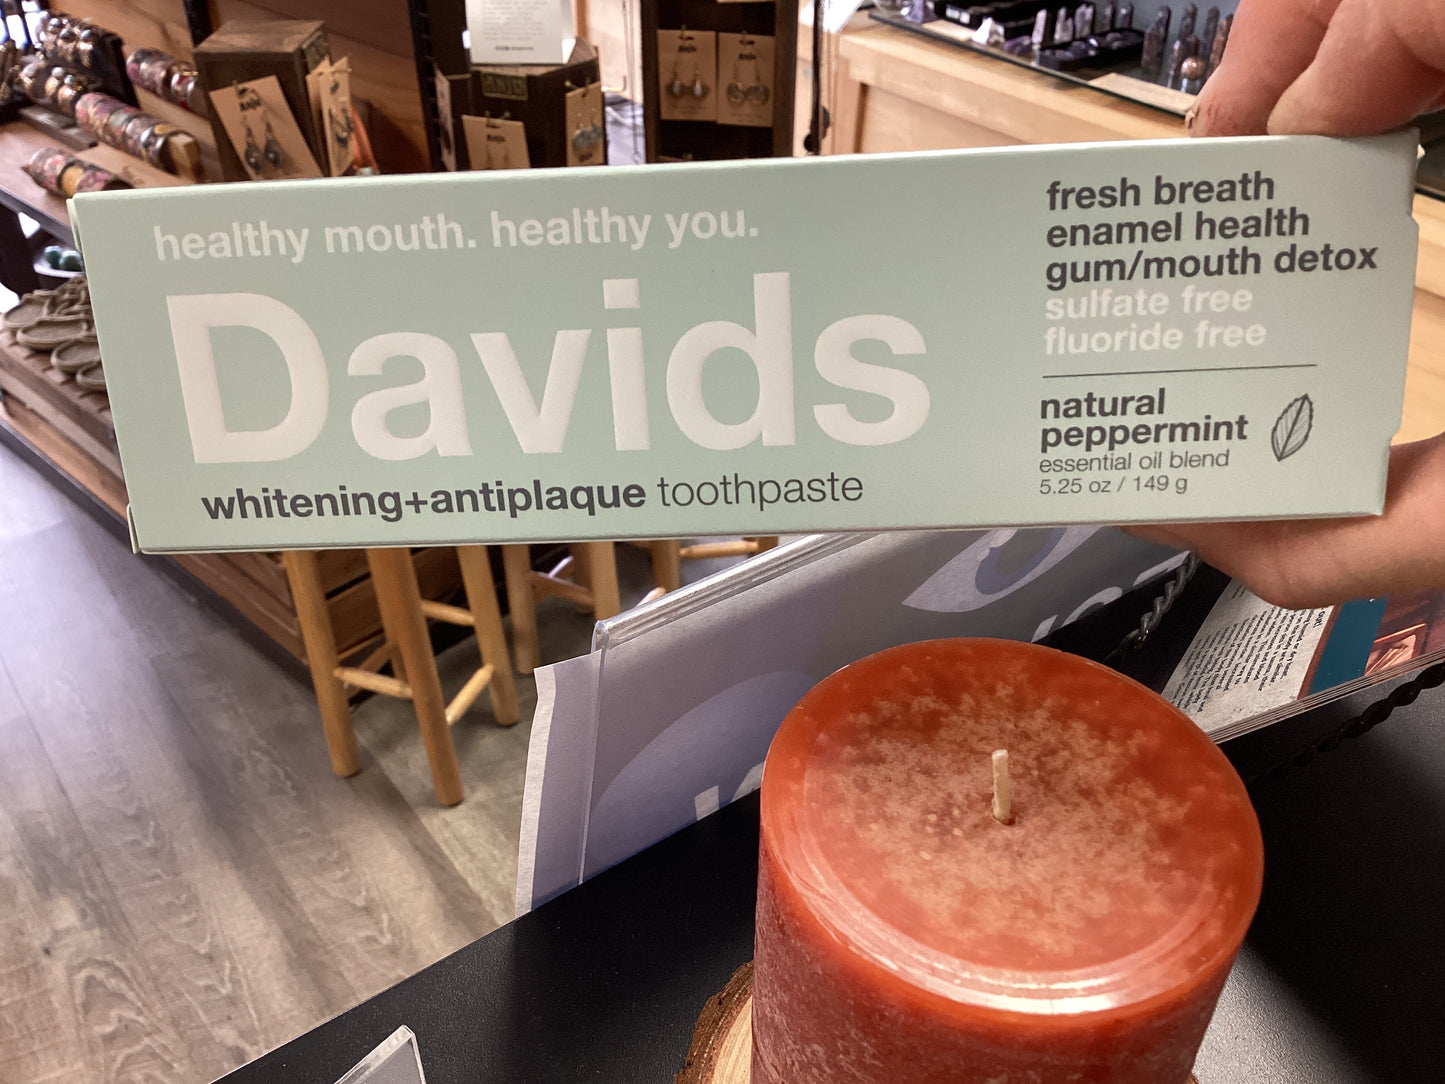 healthy mouth. healthy you.
Davids
whitening+antiplaque toothpaste
fresh breath
enamel health
gum/mouth detox
sulfate free
fluoride free
natural
peppermint
essential oil blend
5.25 oz / 149 g